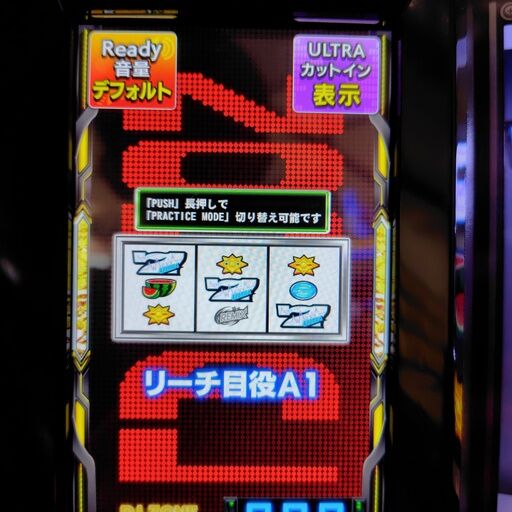 Ready
音量
デフォルト
ULTRA
カットイン
表示
『PUSH』長押しで
『PRACTICE MODE』切り替え可能です
リーチ目役A1